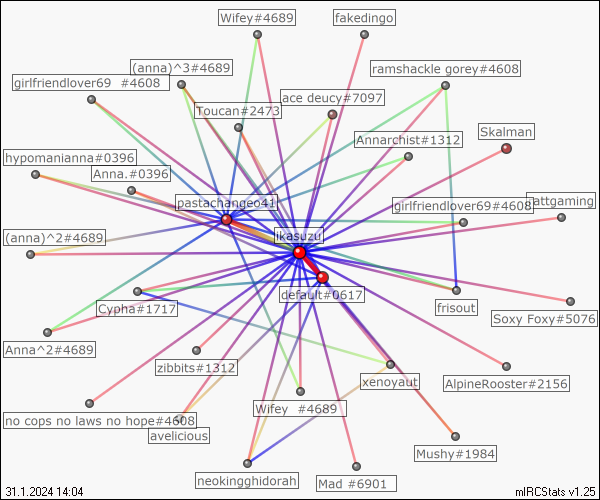 Wifey#4689
fakedingo
(anna)^3#4689
ramshackle gorey#4608
girlfriendlover69 #4608
ace deucy#7097
Toucan#2473
Skalman
Annarchist#1312
hypomanianna#0396
Anna.#0396
pastachangeo41
girlfriendlover69#4608
attgaming
(anna)^2#4689
ikasuzu
default#0617
Cypha#1717
frisout
Soxy Foxy#5076
Anna^2#4689
zibbits#1312
xenoyaut
AlpineRooster#2156
Wifey #4689
no cops no laws no hope#4608
avelicious
Mushy#1984
neokingghidorah
Mad #6901
31.1.2024 14:04
mIRCStats v1.25